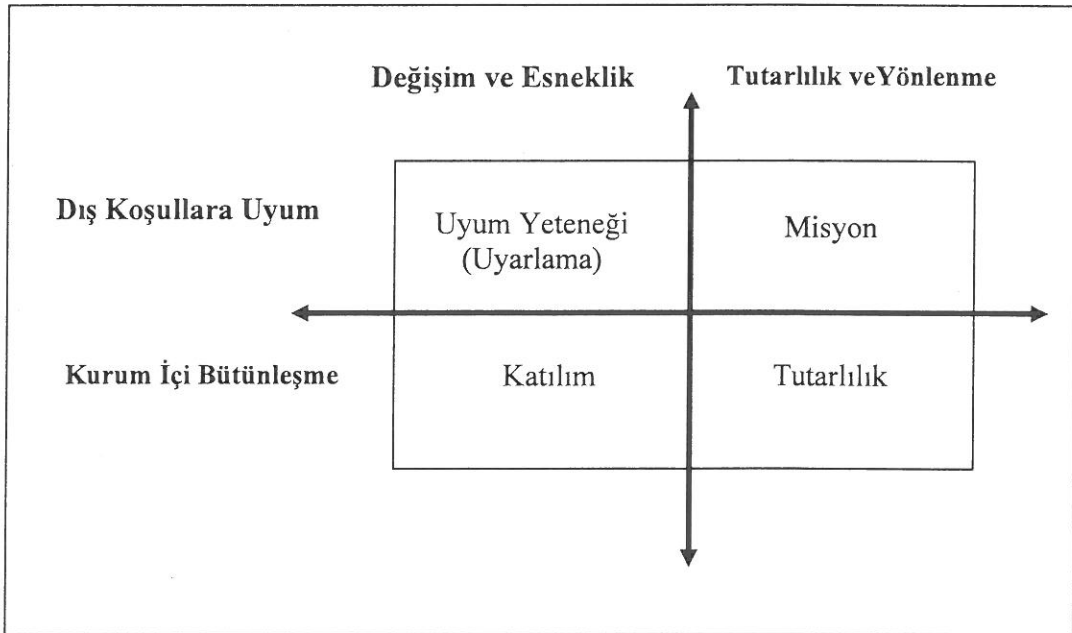 Değişim ve Esneklik
Tutarlılık veYönlenme
Dış Koşullara Uyum
Uyum Yeteneği
(Uyarlama)
Misyon
Kurum İçi Bütünleşme
Katılım
Tutarlılık